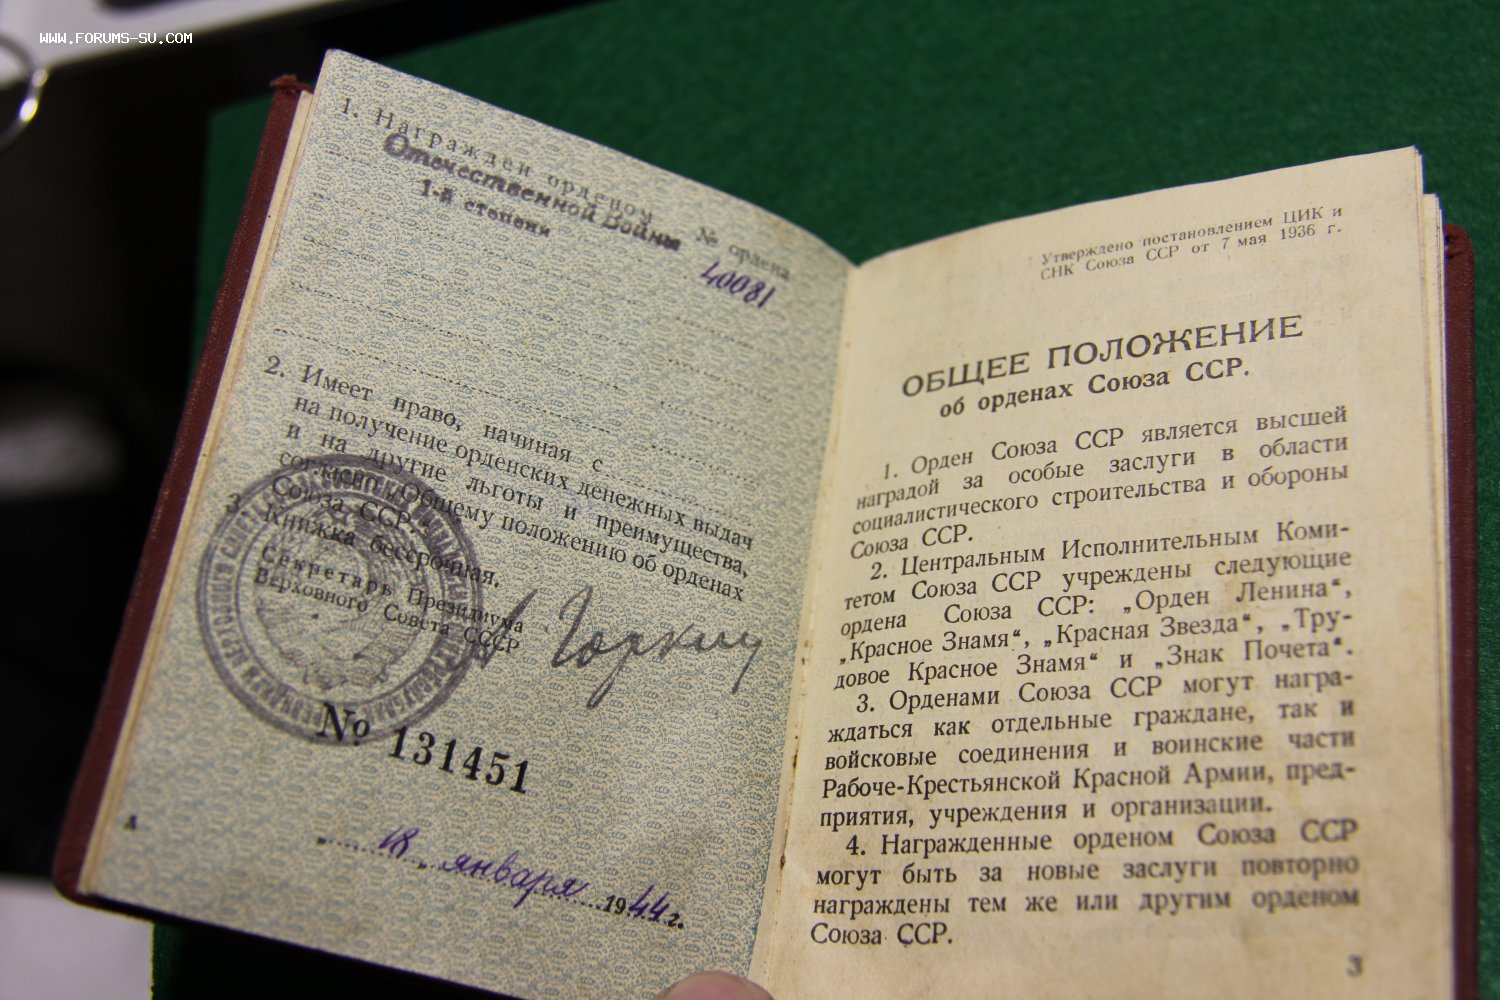 WWW.FORUMS-SU.COM
1. Награжден орденом
Отечественной Войны
1-й степени
№ ордена
40081
2. Имеет право, начиная с
на получение орденских денежных выдач
и на другие льготы и преимущества,
согласно Общему положению об орденах
Союза ССР.
3. Книжка бессрочная.
Секретарь Президиума
Верховного Совета СССР
А Горкин
№ 131451
А
„ 18 „ января 1944 г.
Утверждено постановлением ЦИК и
СНК Союза ССР от 7 мая 1936 г.
ОБЩЕЕ ПОЛОЖЕНИЕ
об орденах Союза ССР.
1. Орден Союза ССР является высшей
наградой за особые заслуги в области
социалистического строительства и обороны
Союза ССР.
2. Центральным Исполнительным Коми-
тетом Союза ССР учреждены следующие
ордена Союза ССР: „Орден Ленина“,
„Красное Знамя“, „Красная Звезда“, „Тру-
довое Красное Знамя“ и „Знак Почета“.
3. Орденами Союза ССР могут награ-
ждаться как отдельные граждане, так и
войсковые соединения и воинские части
Рабоче-Крестьянской Красной Армии, пред-
приятия, учреждения и организации.
4. Награжденные орденом Союза ССР
могут быть за новые заслуги повторно
награждены тем же или другим орденом
Союза ССР.
3